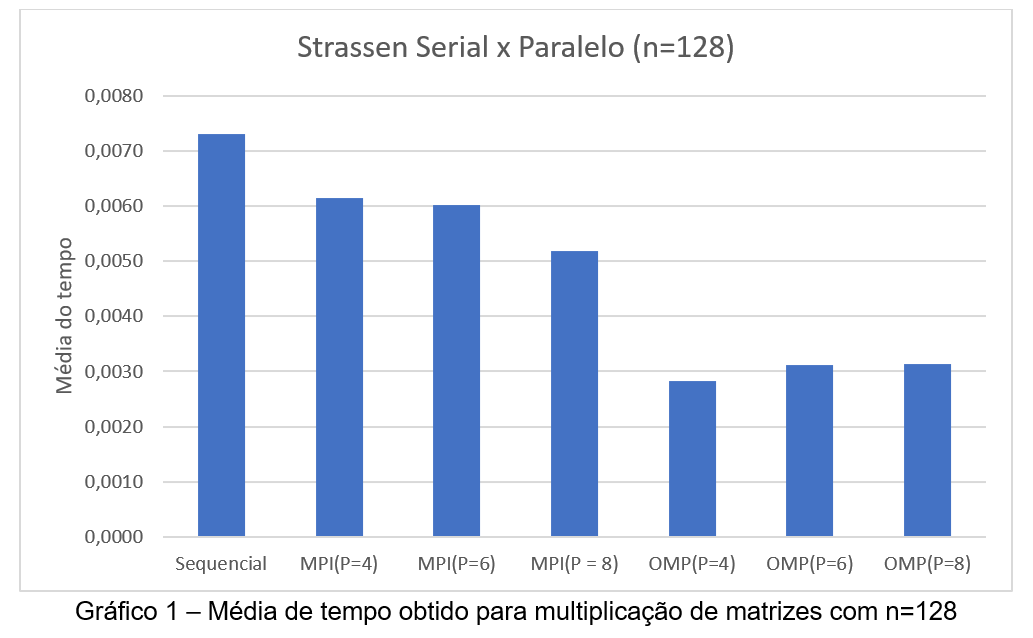 Strassen Serial x Paralelo (n=128)
Média do tempo
0,0080
0,0070
0,0060
0,0050
0,0040
0,0030
0,0020
0,0010
0,0000
Sequencial MPI(P=4) MPI(P=6) MPI(P = 8) OMP(P=4) OMP(P=6) OMP(P=8)
Gráfico 1 – Média de tempo obtido para multiplicação de matrizes com n=128